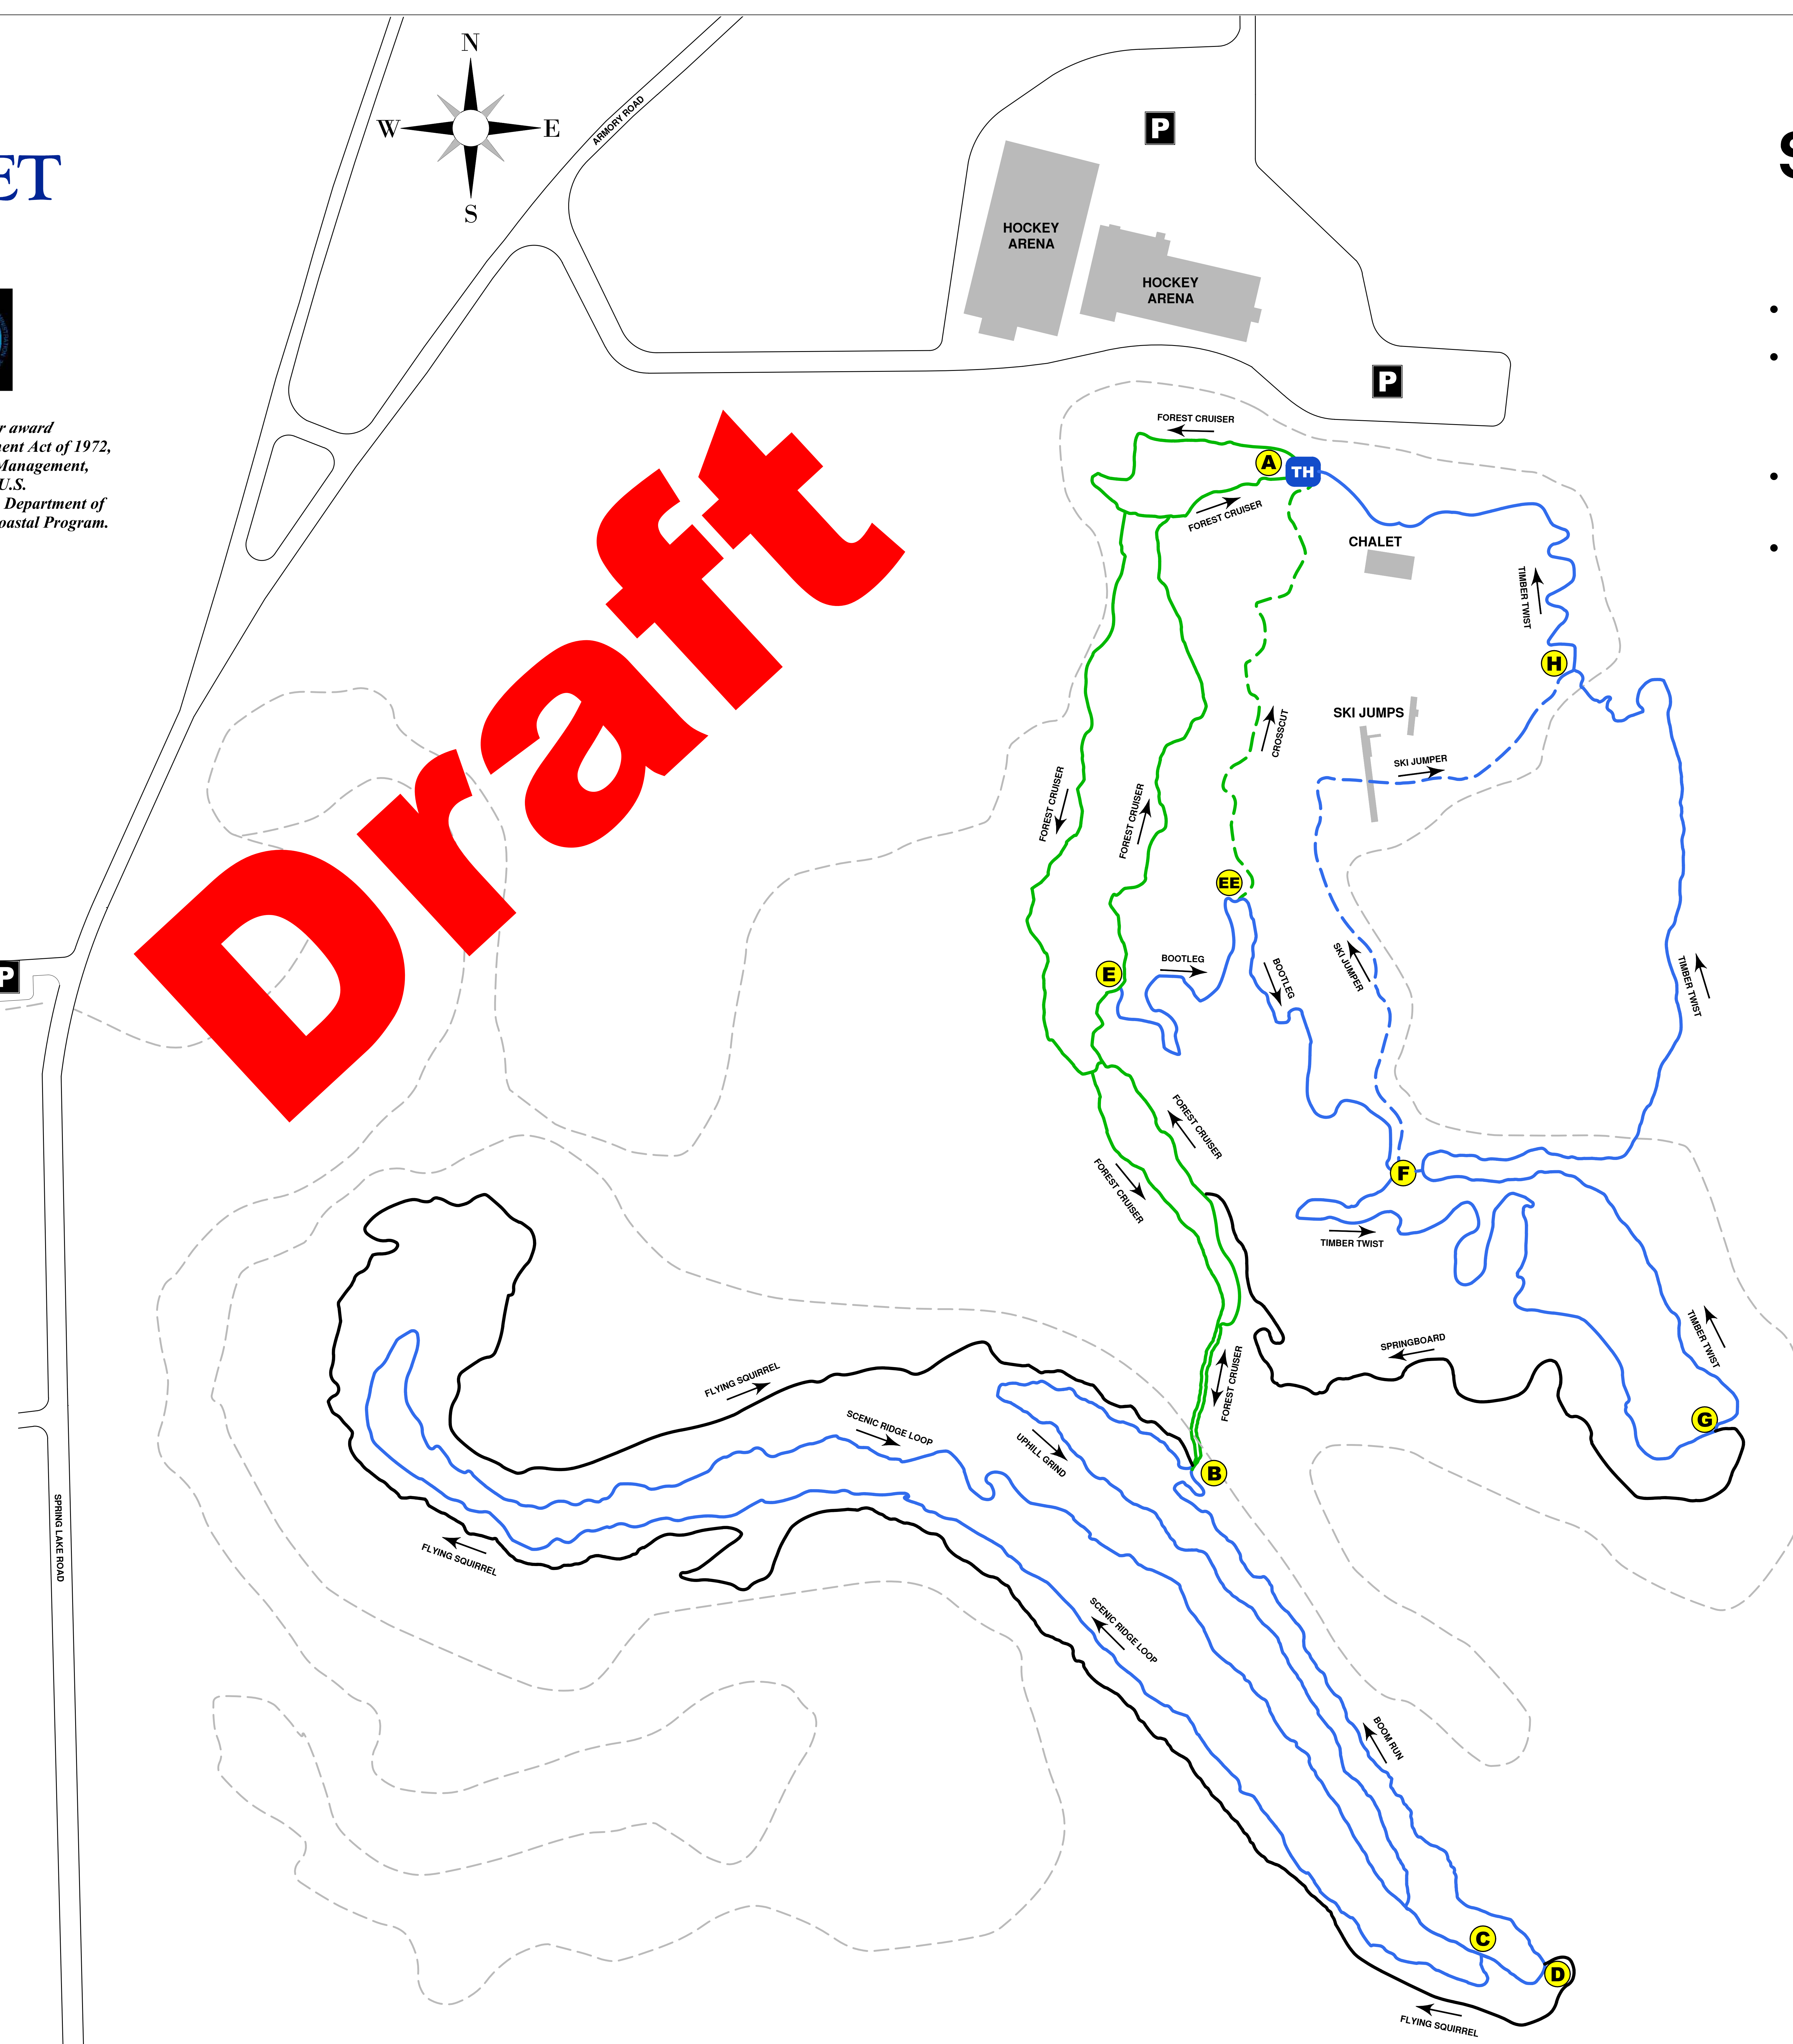 N
W
E
S
ET
S
ARMORY ROAD
P
HOCKEY
ARENA
HOCKEY
ARENA
P
r award
nent Act of 1972,
Management,
U.S.
Department of
oastal Program.
Draft
FOREST CRUISER
A
TH
FOREST CRUISER
CHALET
TIMBER TWIST
H
SKI JUMPS
CROSSCUT
SKI JUMPER
FOREST CRUISER
FOREST CRUISER
EE
P
E
BOOTLEG
BOOTLEG
SKI JUMPER
TIMBER TWIST
FOREST CRUISER
FOREST CRUISER
F
TIMBER TWIST
TIMBER TWIST
SPRINGBOARD
FLYING SQUIRREL
FOREST CRUISER
SCENIC RIDGE LOOP
UPHILL GRIND
G
B
SPRING LAKE ROAD
FLYING SQUIRREL
SCENIC RIDGE LOOP
BOOM RUN
C
D
FLYING SQUIRREL